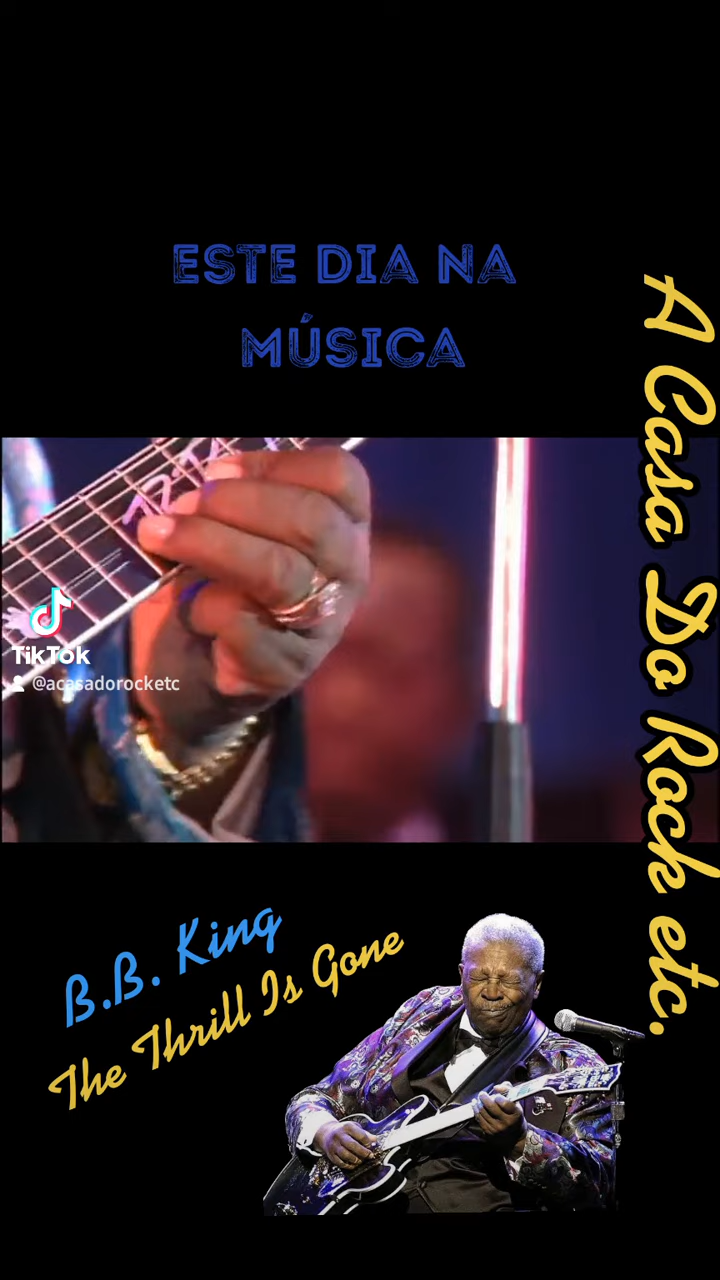 ESTE DIA NA
MÚSICA
A Casa Do Rock etc.
TikTok
@acasadorocketc
B.B. King
The Thrill Is Gone